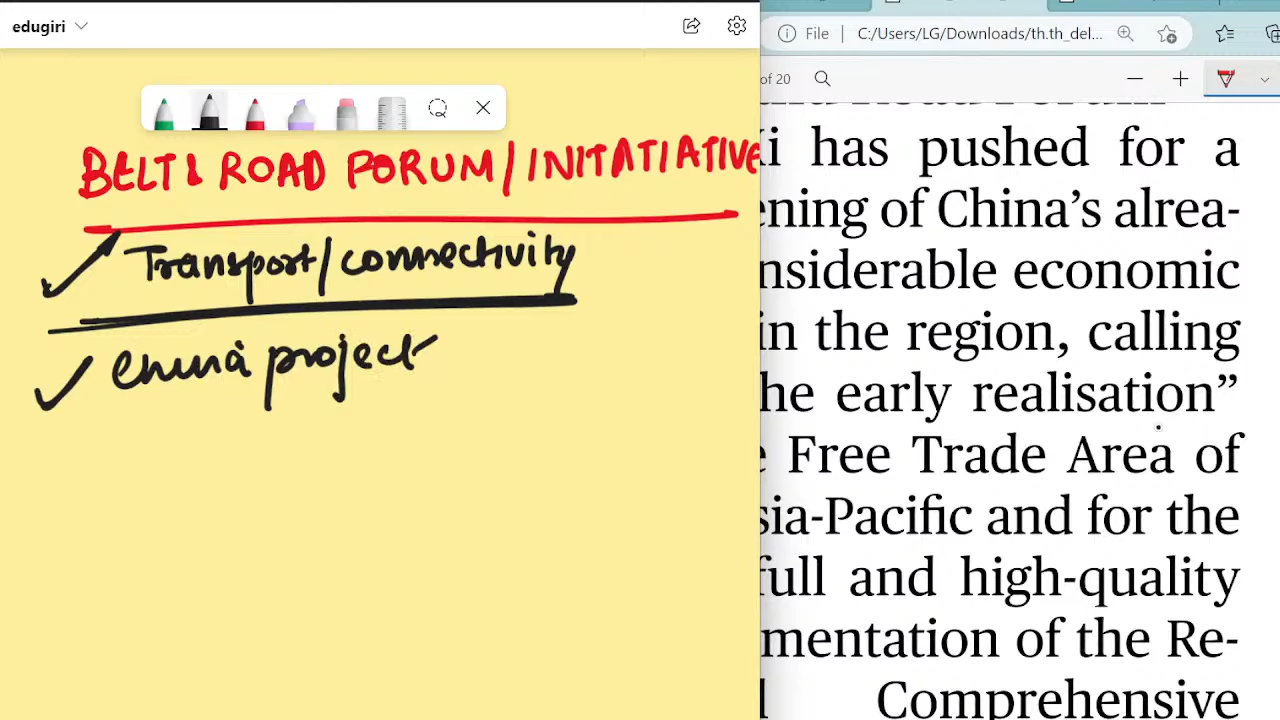 edugiri
BELT & ROAD FORUM/INITATIATIVE
Transport/connectivity
China project
File C:/Users/LG/Downloads/th.th_del...
of 20
Xi has pushed for a
ening of China's alrea-
nsiderable economic
in the region, calling
he early realisation”
e Free Trade Area of
sia-Pacific and for the
full and high-quality
mentation of the Re-
l Comprehensive